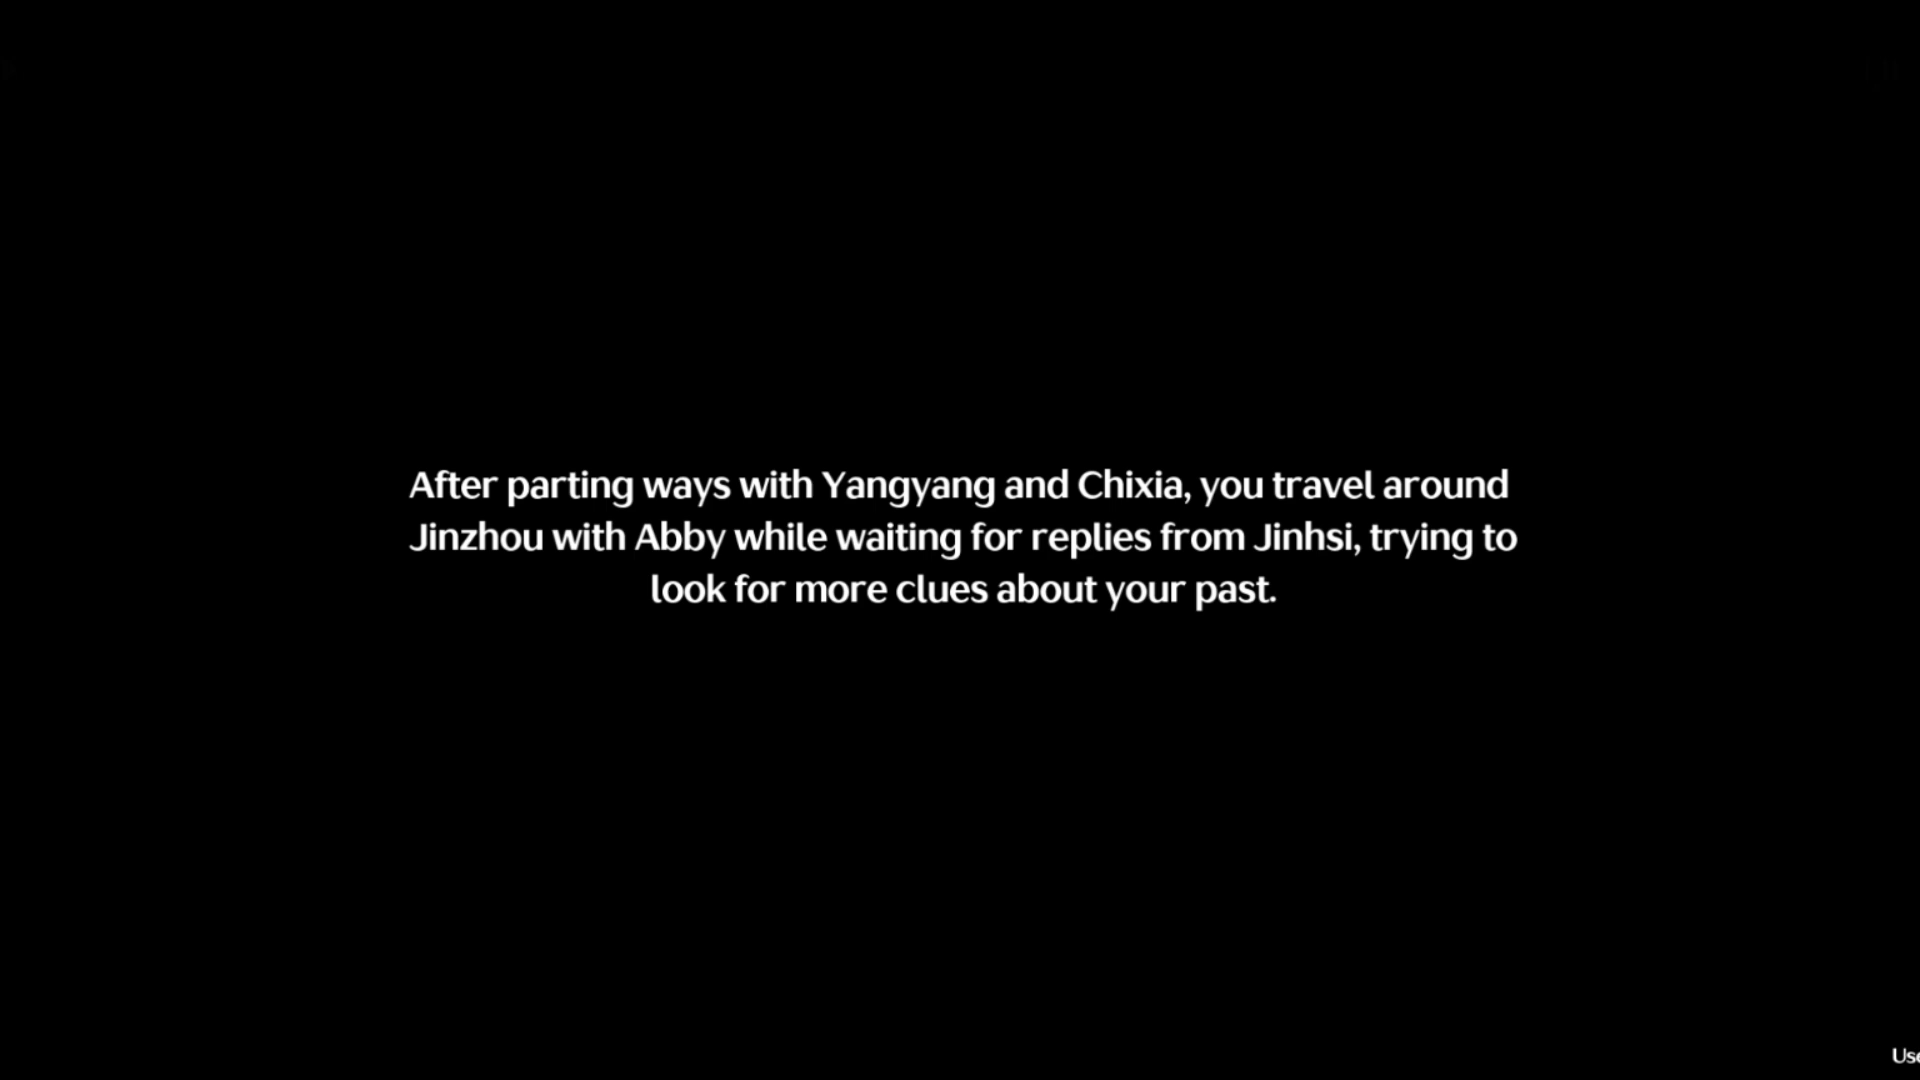 After parting ways with Yangyang and Chixia, you travel around
Jinzhou with Abby while waiting for replies from Jinhsi, trying to
look for more clues about your past.
Use